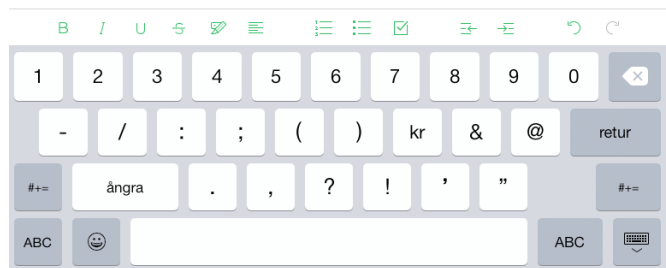 B I U S
1 2 3 4 5 6 7 8 9 0
- / : ; ( ) kr & @ retur
#+= ångra . , ? ! ’ ” #+=
ABC ABC